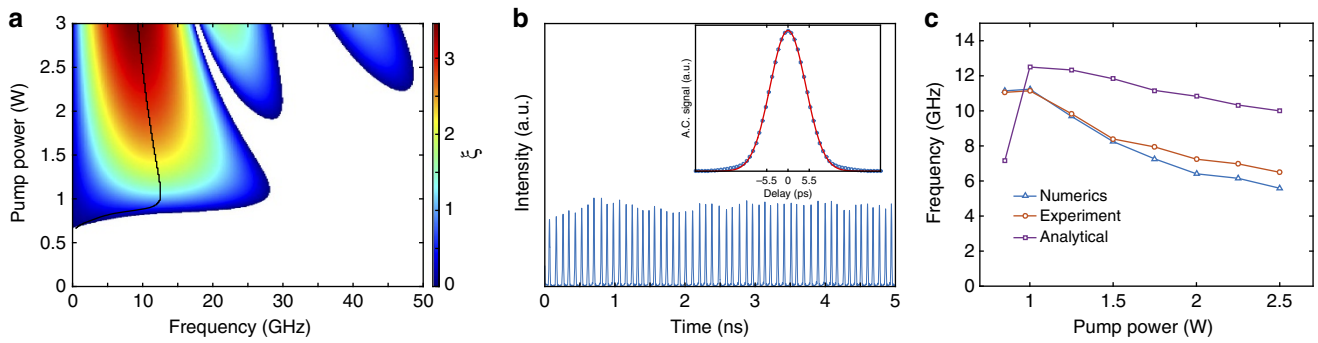 a
Pump power (W)
3
2.5
2
1.5
1
0.5
0
0
10
20
30
40
50
Frequency (GHz)
3
2
1
0
ξ
b
Intensity (a.u.)
A.C. signal (a.u.)
−5.5
0
5.5
Delay (ps)
0
1
2
3
4
5
Time (ns)
c
Frequency (GHz)
14
12
10
8
6
4
2
0
Numerics
Experiment
Analytical
1
1.5
2
2.5
Pump power (W)